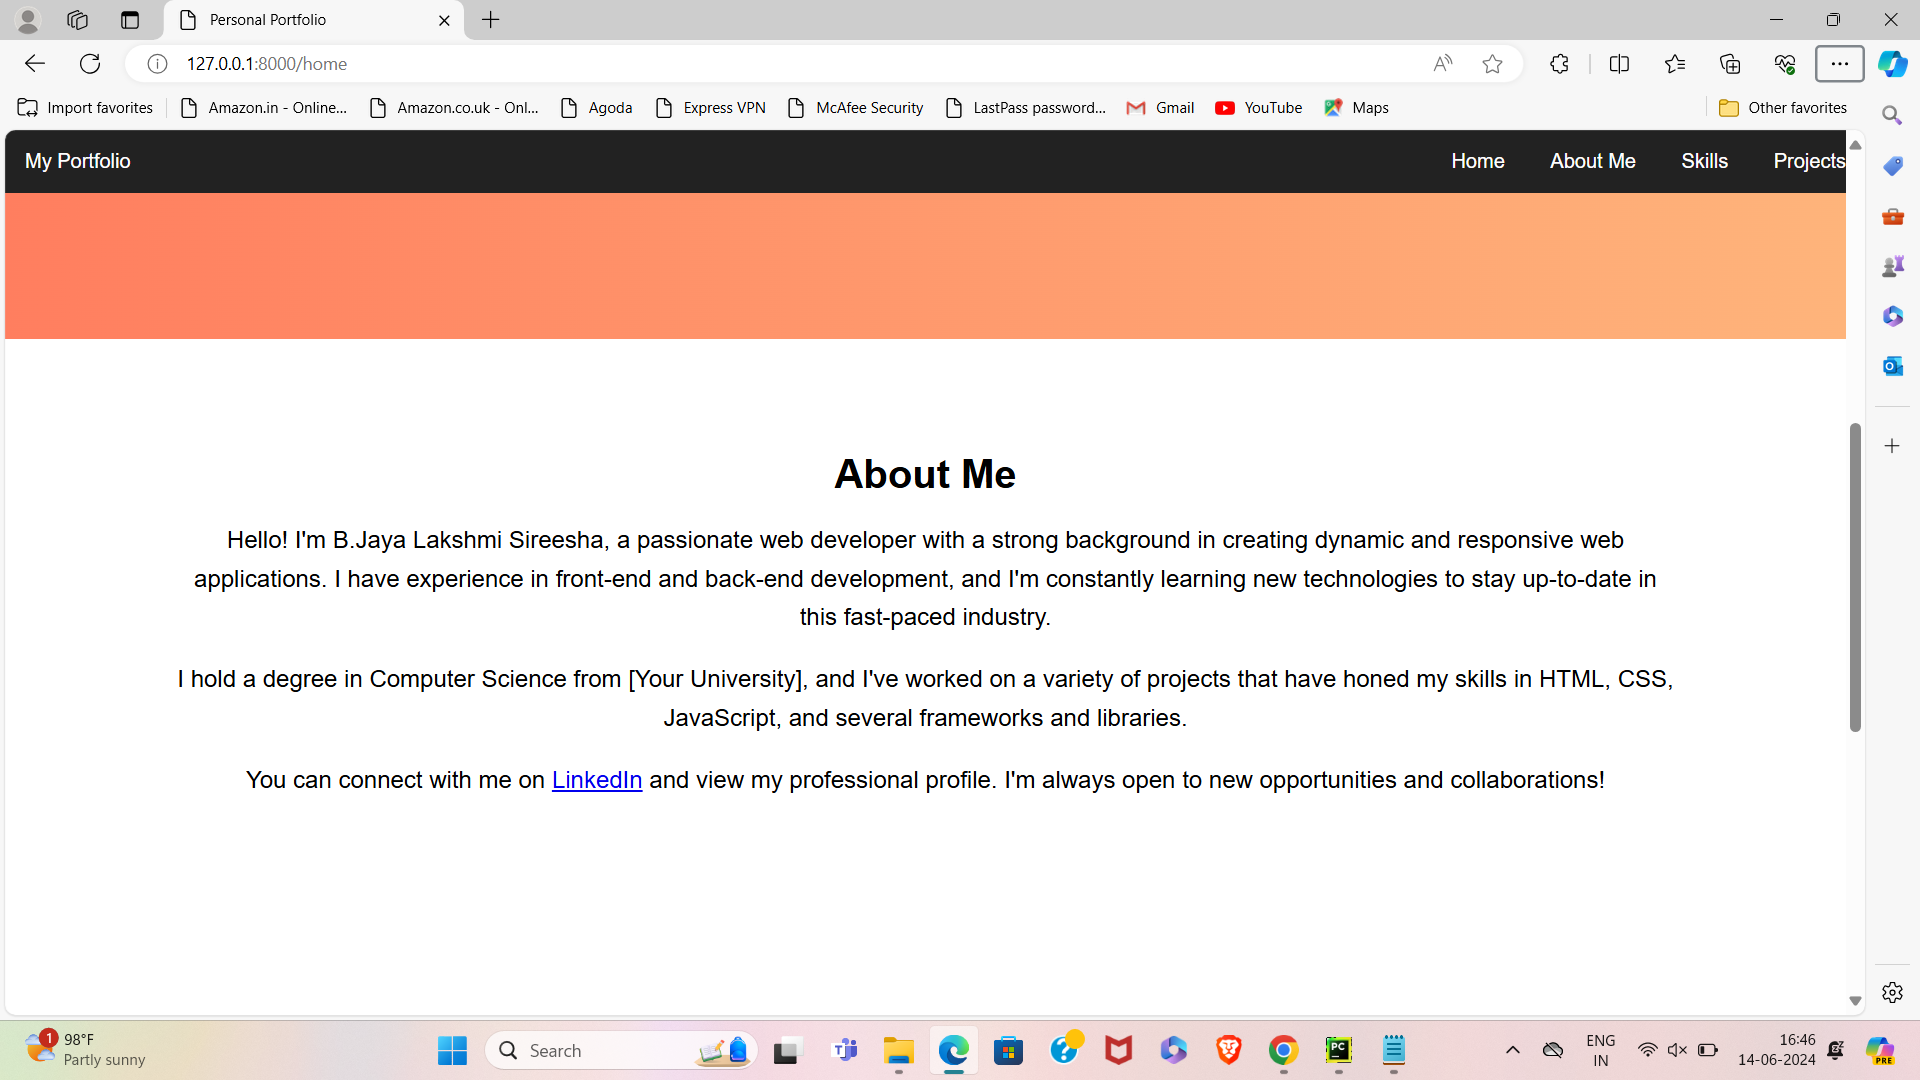 Personal Portfolio
127.0.0.1:8000/home
Import favorites
Amazon.in - Online...
Amazon.co.uk - Onl...
Agoda
Express VPN
McAfee Security
LastPass password...
Gmail
YouTube
Maps
Other favorites
My Portfolio
Home
About Me
Skills
Projects
About Me
Hello! I'm B.Jaya Lakshmi Sireesha, a passionate web developer with a strong background in creating dynamic and responsive web
applications. I have experience in front-end and back-end development, and I'm constantly learning new technologies to stay up-to-date in
this fast-paced industry.
I hold a degree in Computer Science from [Your University], and I've worked on a variety of projects that have honed my skills in HTML, CSS,
JavaScript, and several frameworks and libraries.
You can connect with me on LinkedIn and view my professional profile. I'm always open to new opportunities and collaborations!
1
98°F
Partly sunny
Search
PC
ENG
IN
16:46
14-06-2024
PRE